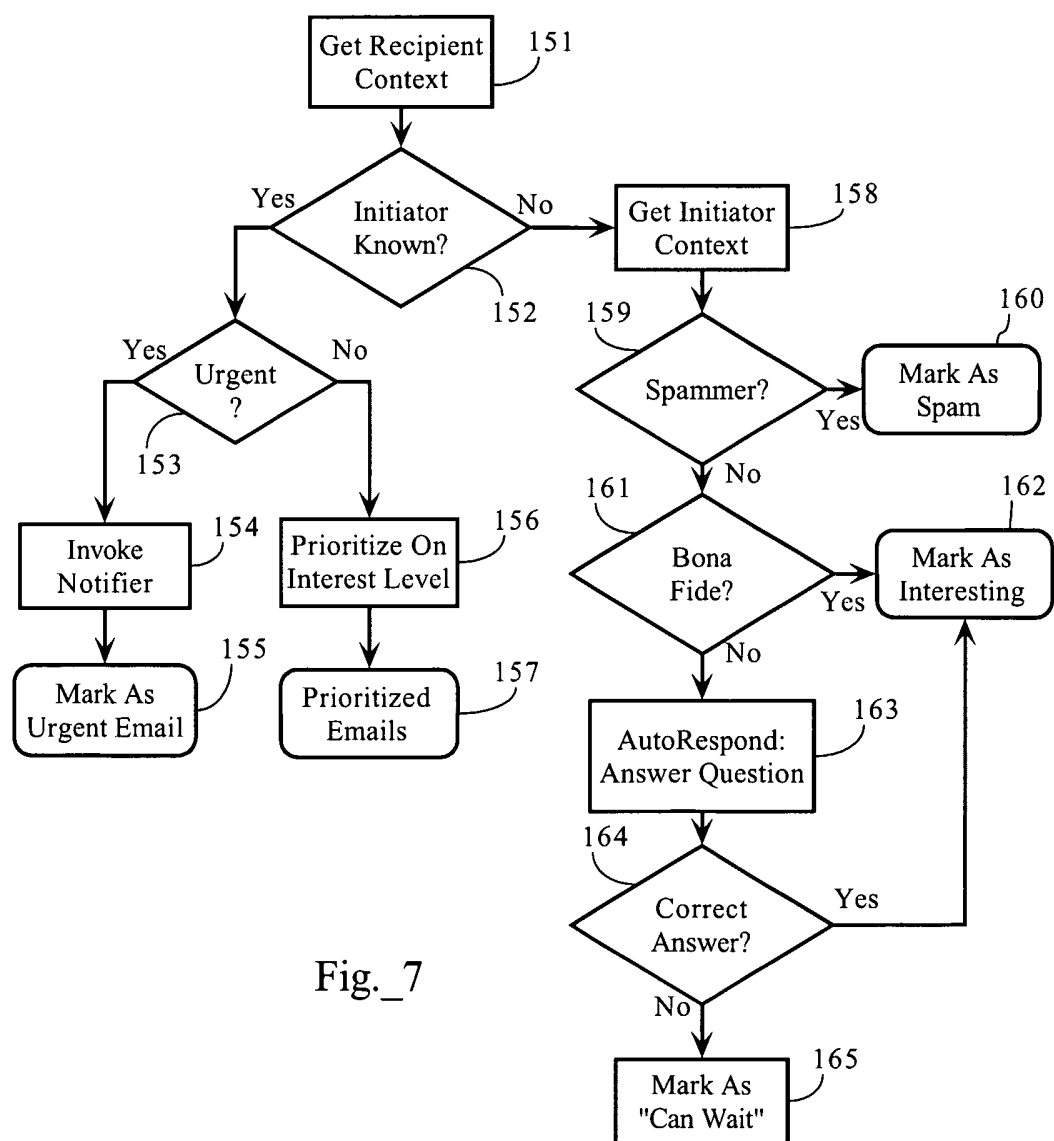 Get Recipient
Context
151
Initiator
Known?
Yes
No
152
Get Initiator
Context
158
Urgent
?
Yes
No
153
Spammer?
159
Yes
No
Mark As
Spam
160
Invoke
Notifier
154
Prioritize On
Interest Level
156
Bona
Fide?
161
Yes
No
Mark As
Interesting
162
Mark As
Urgent Email
155
Prioritized
Emails
157
AutoRespond:
Answer Question
163
Correct
Answer?
164
Yes
No
Mark As
"Can Wait"
165
Fig._7